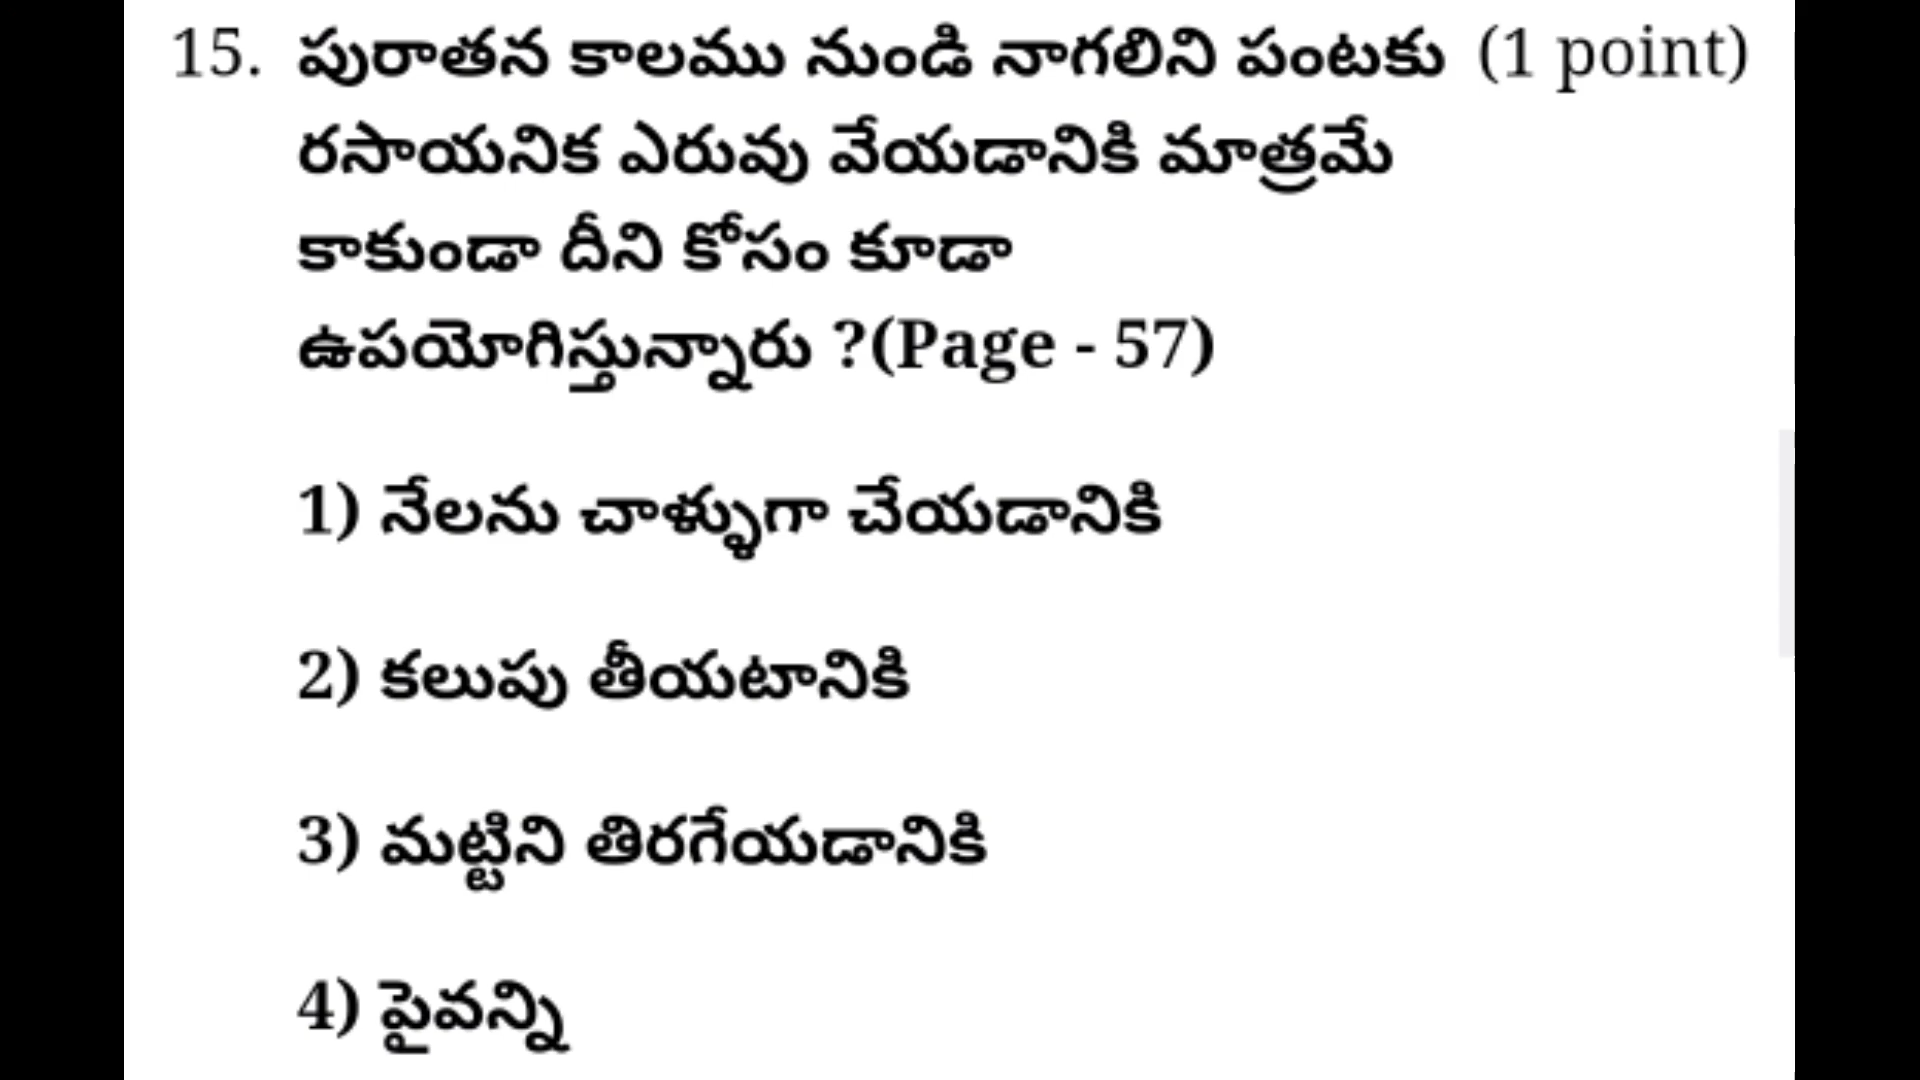 15. పురాతన కాలము నుండి నాగలిని పంటకు (1 point)
రసాయనిక ఎరువు వేయడానికి మాత్రమే
కాకుండా దీని కోసం కూడా
ఉపయోగిస్తున్నారు ?(Page - 57)
1) నేలను చాళ్ళుగా చేయడానికి
2) కలుపు తీయటానికి
3) మట్టిని తిరగేయడానికి
4) పైవన్ని